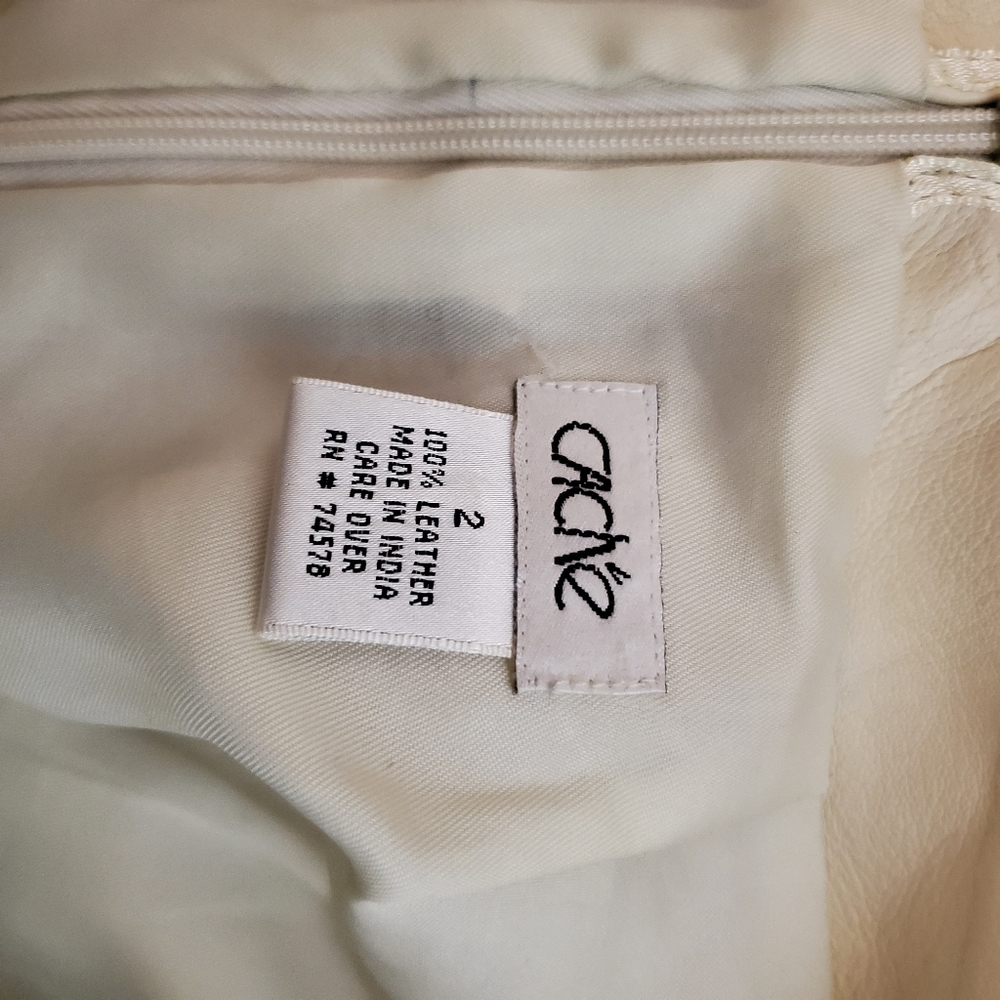 CACHÉ
2
100% LEATHER
MADE IN INDIA
CARE OVER
RN # 74578